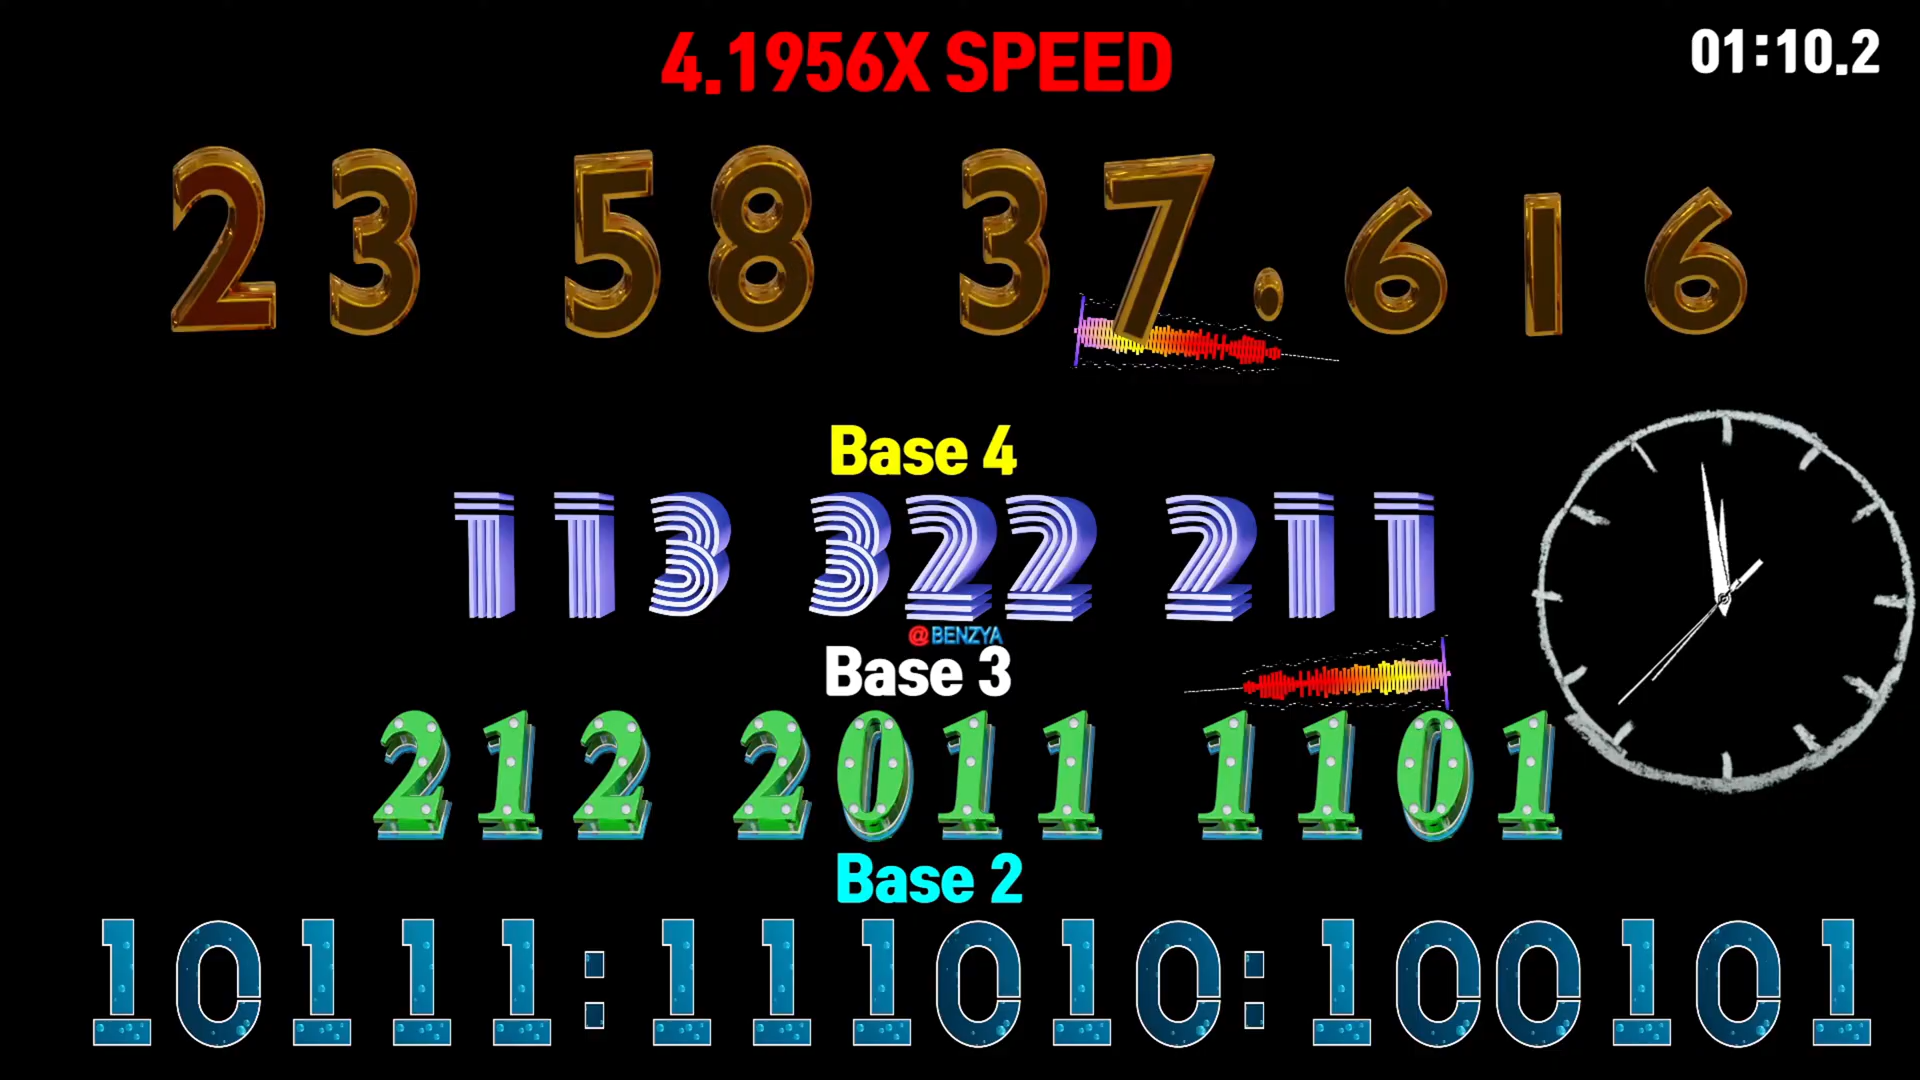 4.1956X SPEED
01:10.2
23 58 37.616
Base 4
113 322 211
@BENZYA
Base 3
212 2011 1101
Base 2
10111:111010:100101